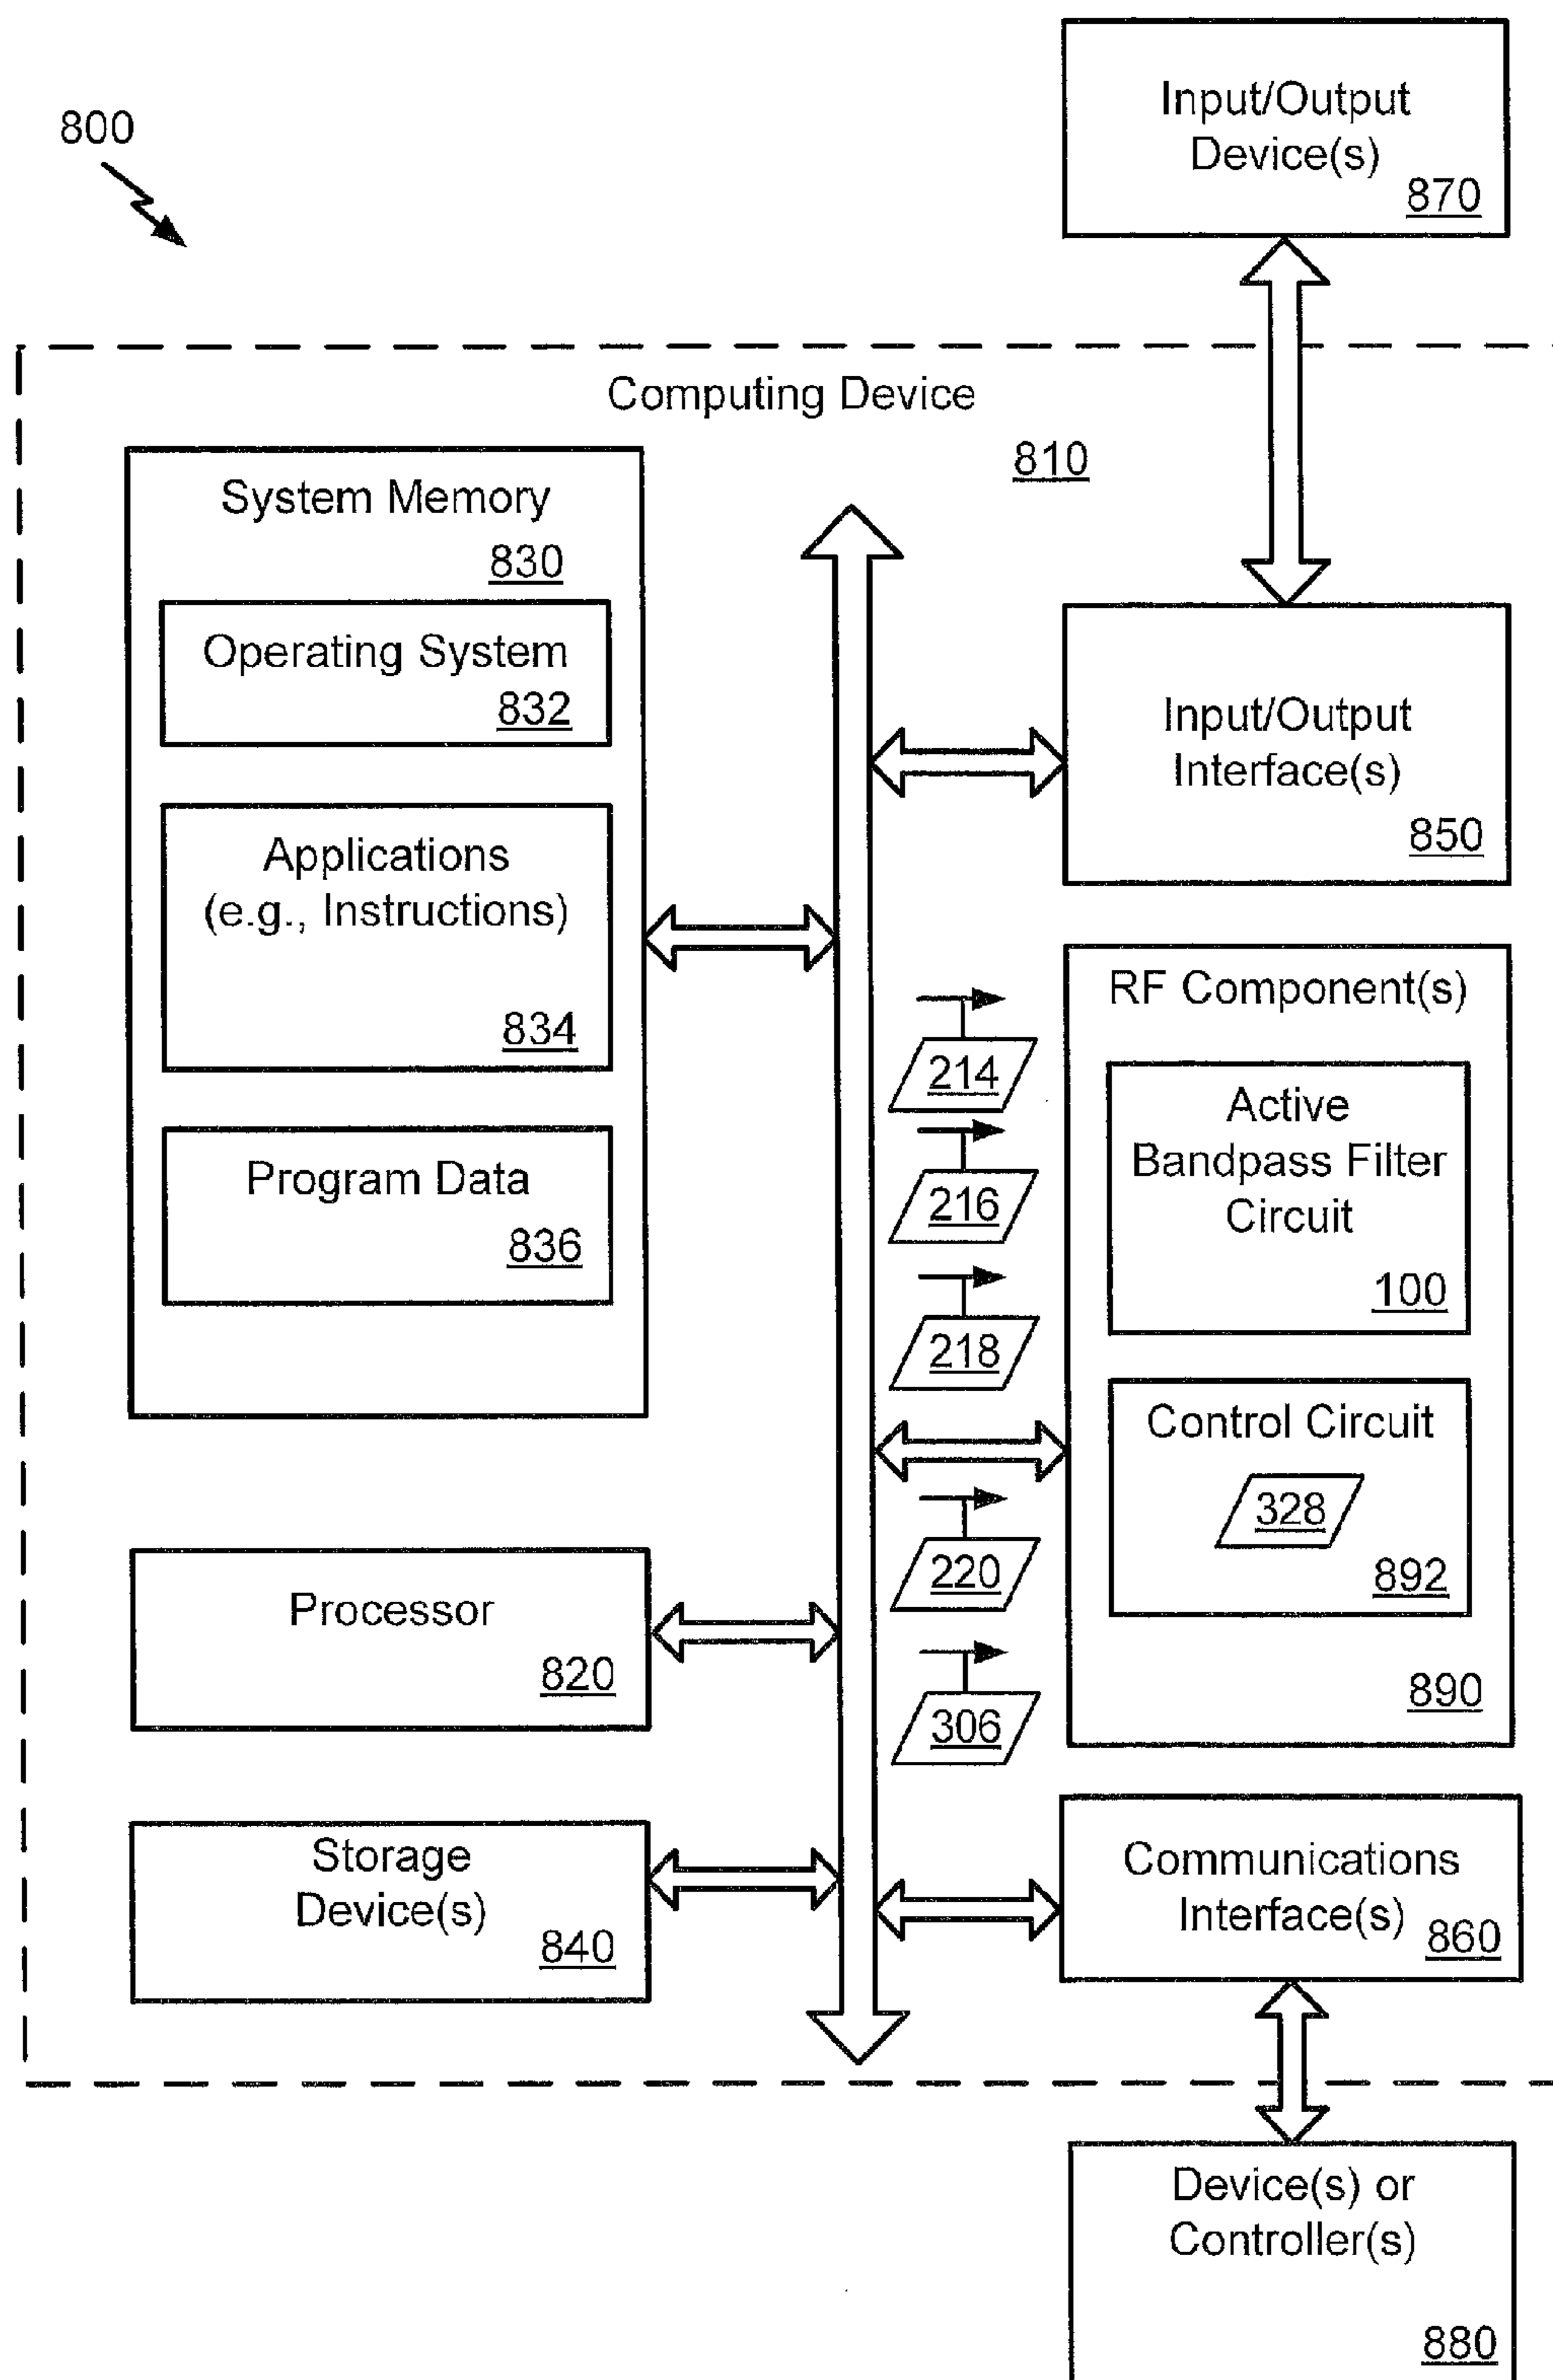 800
Input/Output
Device(s)
870
Computing Device
810
System Memory
830
Operating System
832
Applications
(e.g., Instructions)
834
Program Data
836
Input/Output
Interface(s)
850
214
216
218
220
306
RF Component(s)
Active
Bandpass Filter
Circuit
100
Control Circuit
328
892
890
Processor
820
Storage
Device(s)
840
Communications
Interface(s)
860
Device(s) or
Controller(s)
880